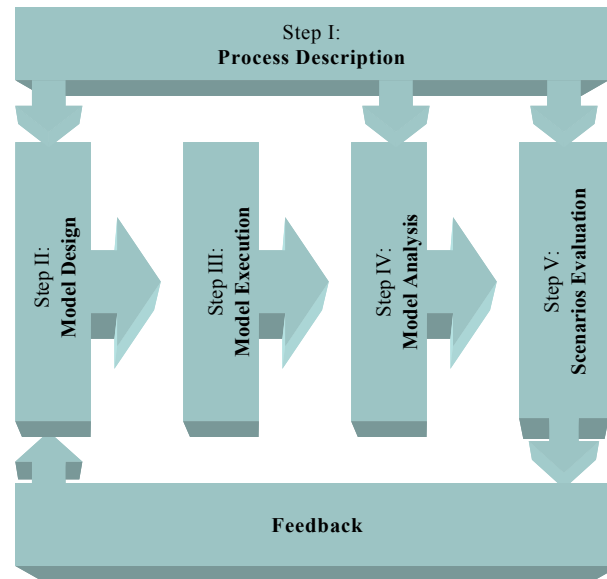 Step I:
Process Description
Step II:
Model Design
Step III:
Model Execution
Step IV:
Model Analysis
Step V:
Scenarios Evaluation
Feedback